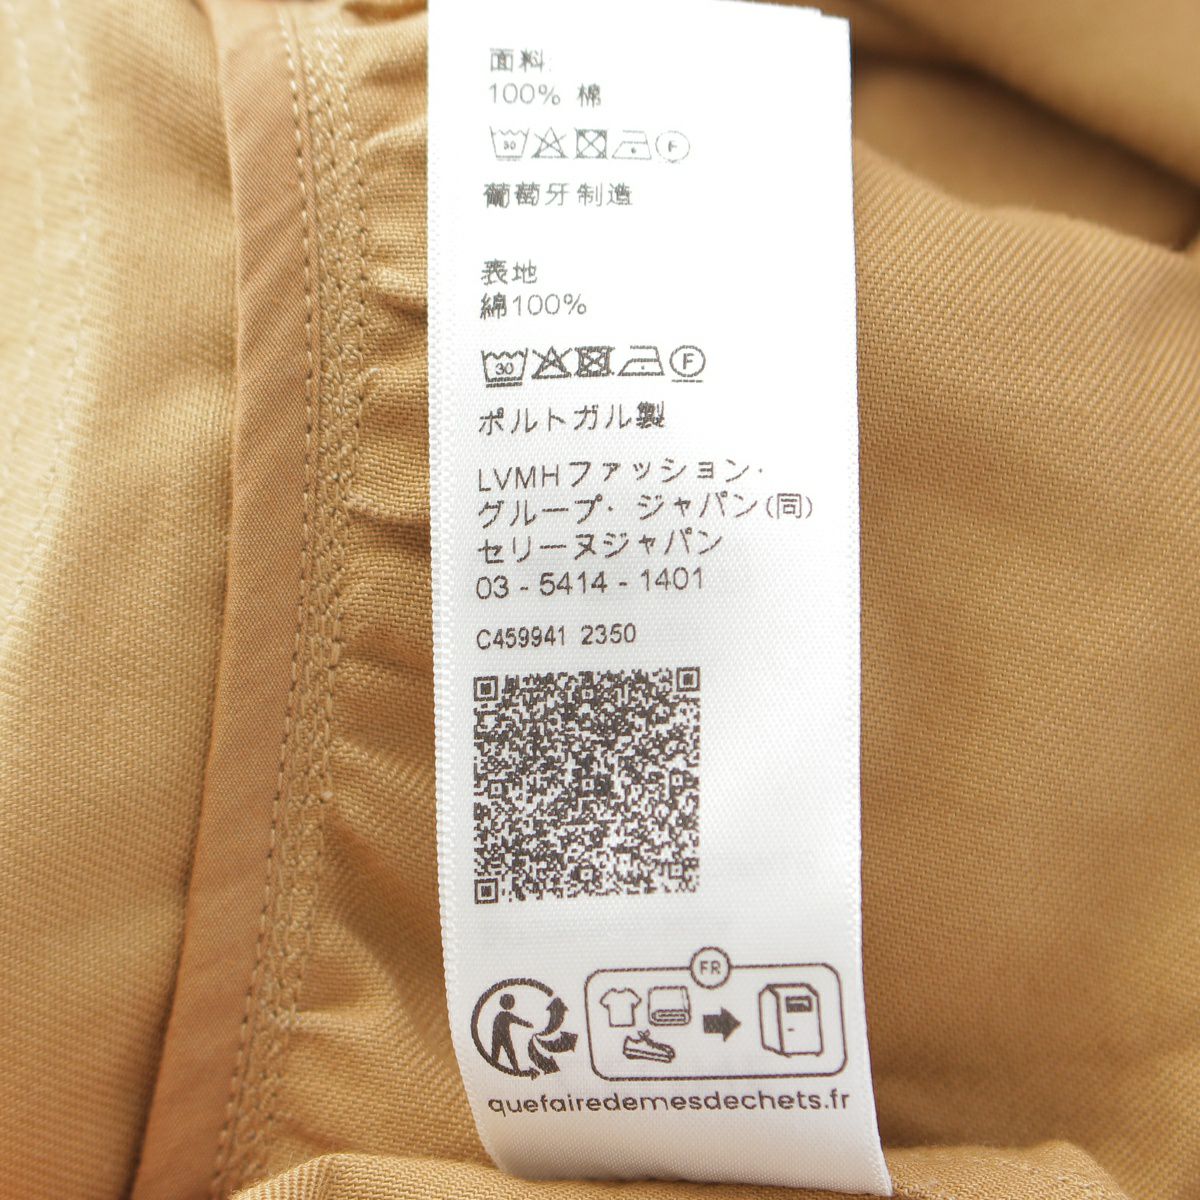 面料:
100% 棉
30 F
葡萄牙制造
表地
綿100%
30 F
ポルトガル製
LVMHファッション・
グループ・ジャパン(同)
セリーヌジャパン
03 - 5414 - 1401
C459941 2350
FR
quefairedemesdechets.fr